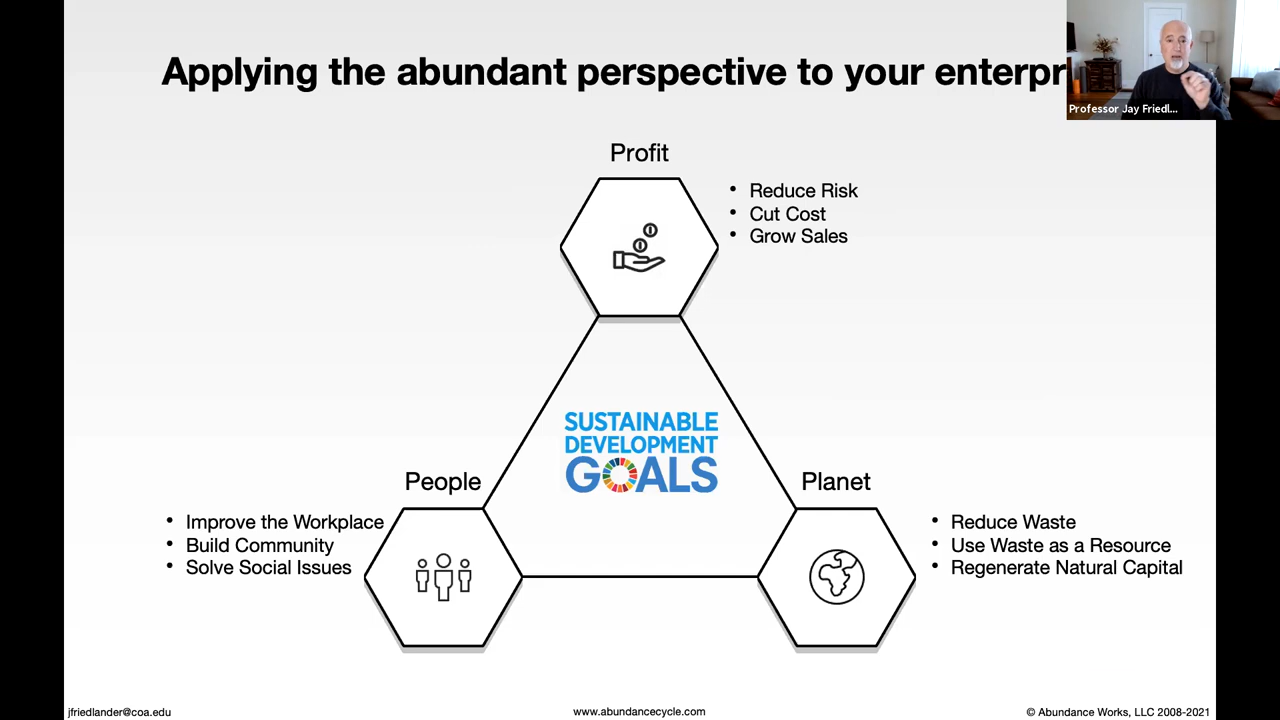 Applying the abundant perspective to your enterpr
Professor Jay Friedl...
Profit
• Reduce Risk
• Cut Cost
• Grow Sales
SUSTAINABLE
DEVELOPMENT
GOALS
People
• Improve the Workplace
• Build Community
• Solve Social Issues
Planet
• Reduce Waste
• Use Waste as a Resource
• Regenerate Natural Capital
jfriedlander@coa.edu
www.abundancecycle.com
© Abundance Works, LLC 2008-2021